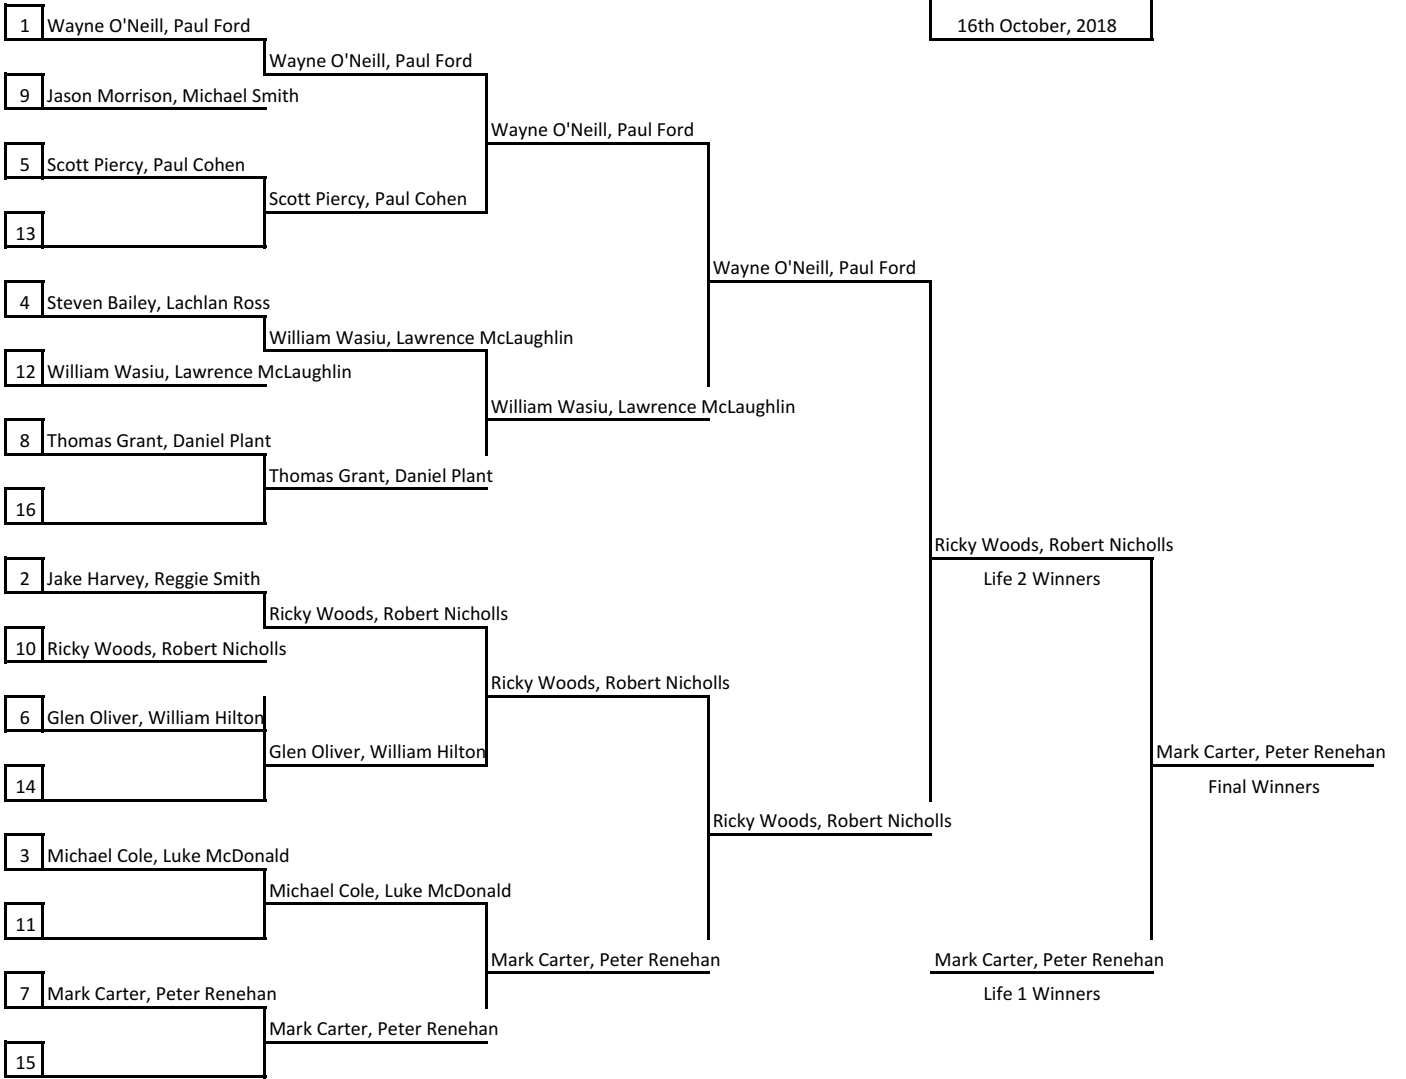 1 Wayne O'Neill, Paul Ford
16th October, 2018
Wayne O'Neill, Paul Ford
9 Jason Morrison, Michael Smith
Wayne O'Neill, Paul Ford
5 Scott Piercy, Paul Cohen
Scott Piercy, Paul Cohen
13
Wayne O'Neill, Paul Ford
4 Steven Bailey, Lachlan Ross
William Wasiu, Lawrence McLaughlin
12 William Wasiu, Lawrence McLaughlin
William Wasiu, Lawrence McLaughlin
8 Thomas Grant, Daniel Plant
Thomas Grant, Daniel Plant
16
Ricky Woods, Robert Nicholls
2 Jake Harvey, Reggie Smith
Life 2 Winners
Ricky Woods, Robert Nicholls
10 Ricky Woods, Robert Nicholls
Ricky Woods, Robert Nicholls
6 Glen Oliver, William Hilton
Glen Oliver, William Hilton
Mark Carter, Peter Renehan
14
Final Winners
Ricky Woods, Robert Nicholls
3 Michael Cole, Luke McDonald
Michael Cole, Luke McDonald
11
Mark Carter, Peter Renehan
Mark Carter, Peter Renehan
7 Mark Carter, Peter Renehan
Life 1 Winners
Mark Carter, Peter Renehan
15